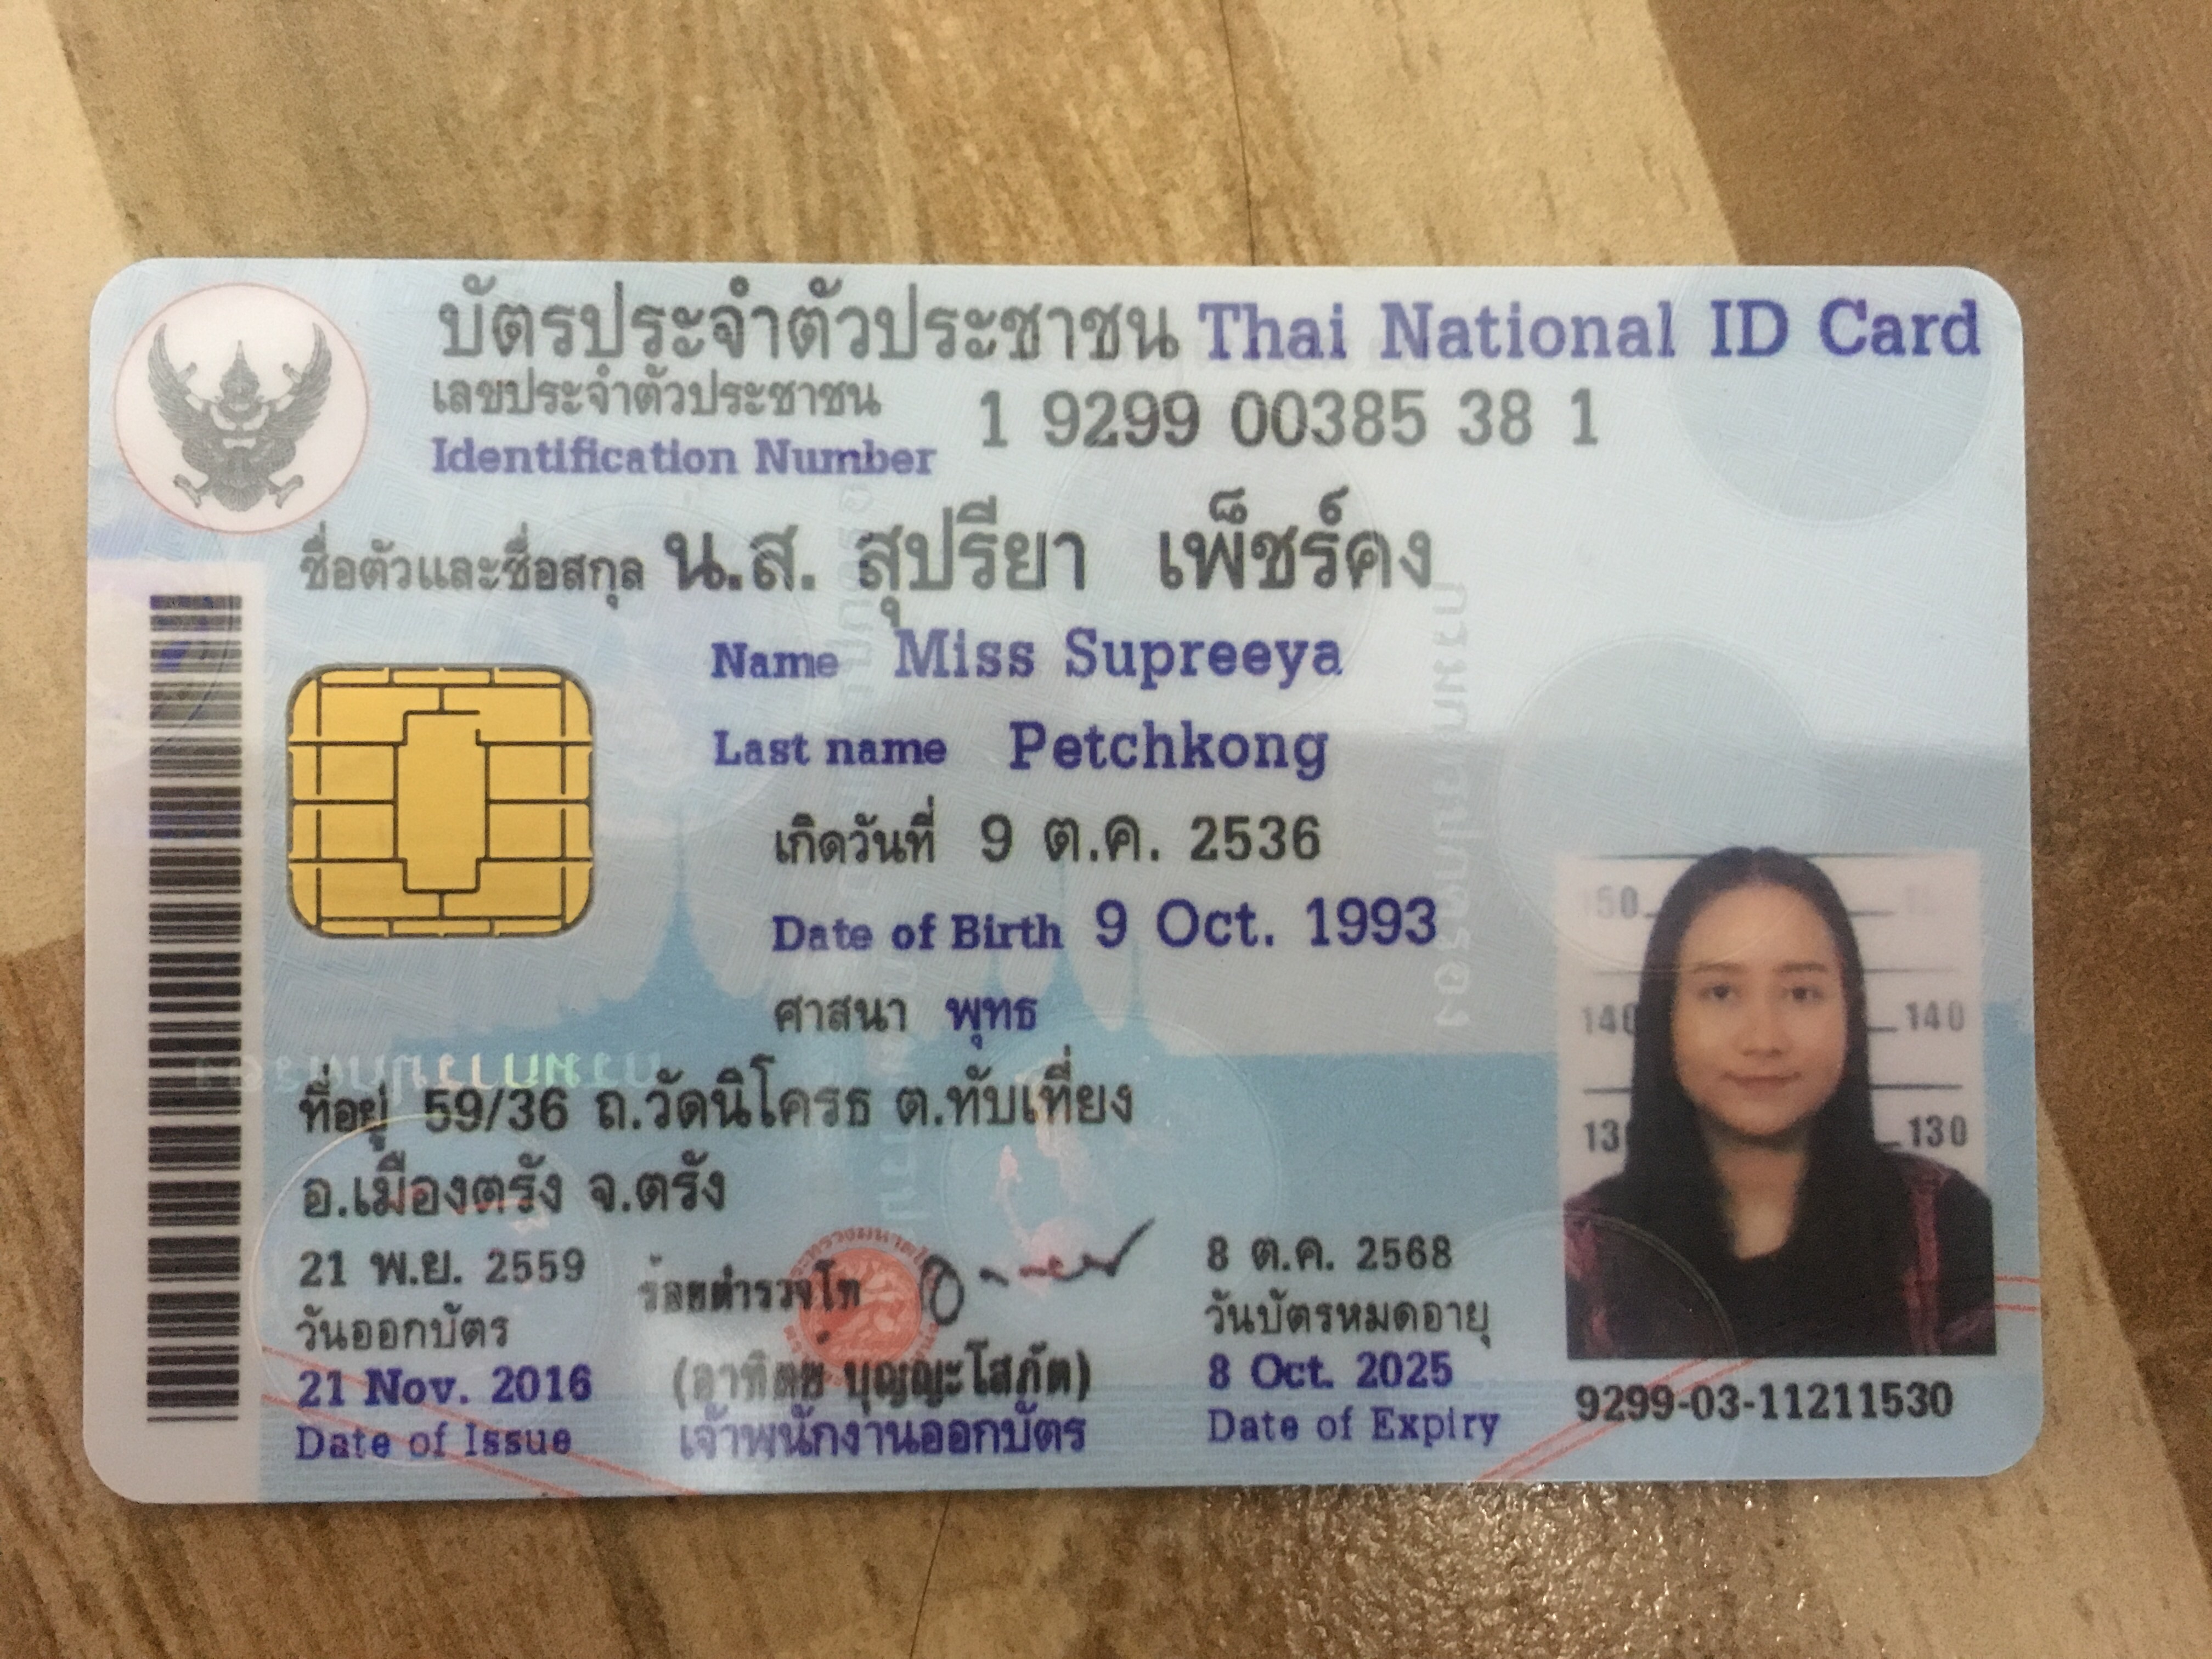 บัตรประจำตัวประชาชน Thai National ID Card
เลขประจำตัวประชาชน
Identification Number
1 9299 00385 38 1
ชื่อตัวและชื่อสกุล น.ส. สุปรียา เพ็ชร์คง
Name Miss Supreeya
Last name Petchkong
เกิดวันที่ 9 ต.ค. 2536
Date of Birth 9 Oct. 1993
ศาสนา พุทธ
ที่อยู่ 59/36 ถ.วัดนิโครธ ต.ทับเที่ยง
อ.เมืองตรัง จ.ตรัง
21 พ.ย. 2559
วันออกบัตร
21 Nov. 2016
Date of Issue
ร้อยตำรวจโท
(อาทิตย์ บุญญะโสภัต)
เจ้าพนักงานออกบัตร
8 ต.ค. 2568
วันบัตรหมดอายุ
8 Oct. 2025
Date of Expiry
150
140 140
130 130
9299-03-11211530